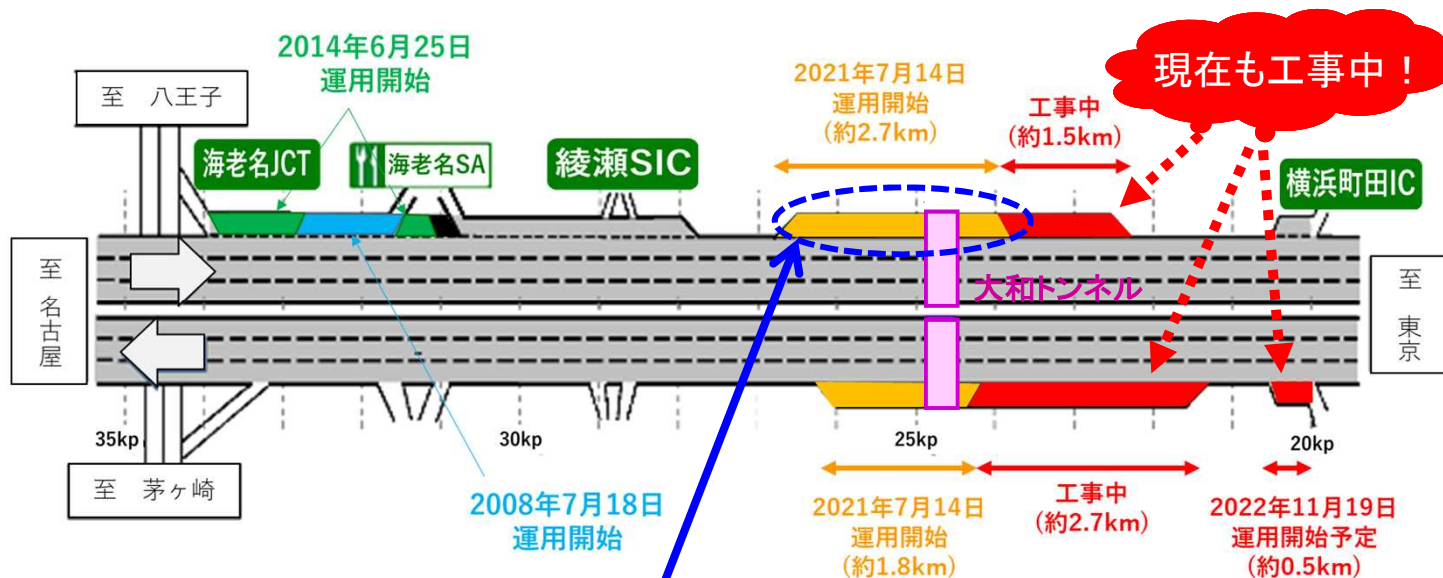 2014年6月25日
運用開始
2021年7月14日
運用開始
(約2.7km)
工事中
(約1.5km)
現在も工事中！
至 八王子
海老名JCT
海老名SA
綾瀬SIC
横浜町田IC
至 名古屋
大和トンネル
至 東京
35kp
30kp
25kp
20kp
至 茅ヶ崎
2008年7月18日
運用開始
2021年7月14日
運用開始
(約1.8km)
工事中
(約2.7km)
2022年11月19日
運用開始予定
(約0.5km)